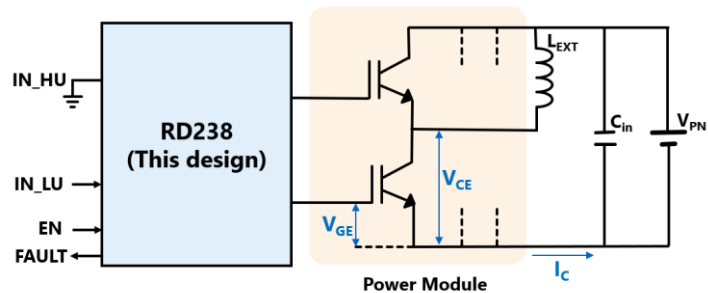 IN_HU
RD238
(This design)
IN_LU
EN
FAULT
L_EXT
C_in
V_PN
V_CE
V_GE
I_C
Power Module